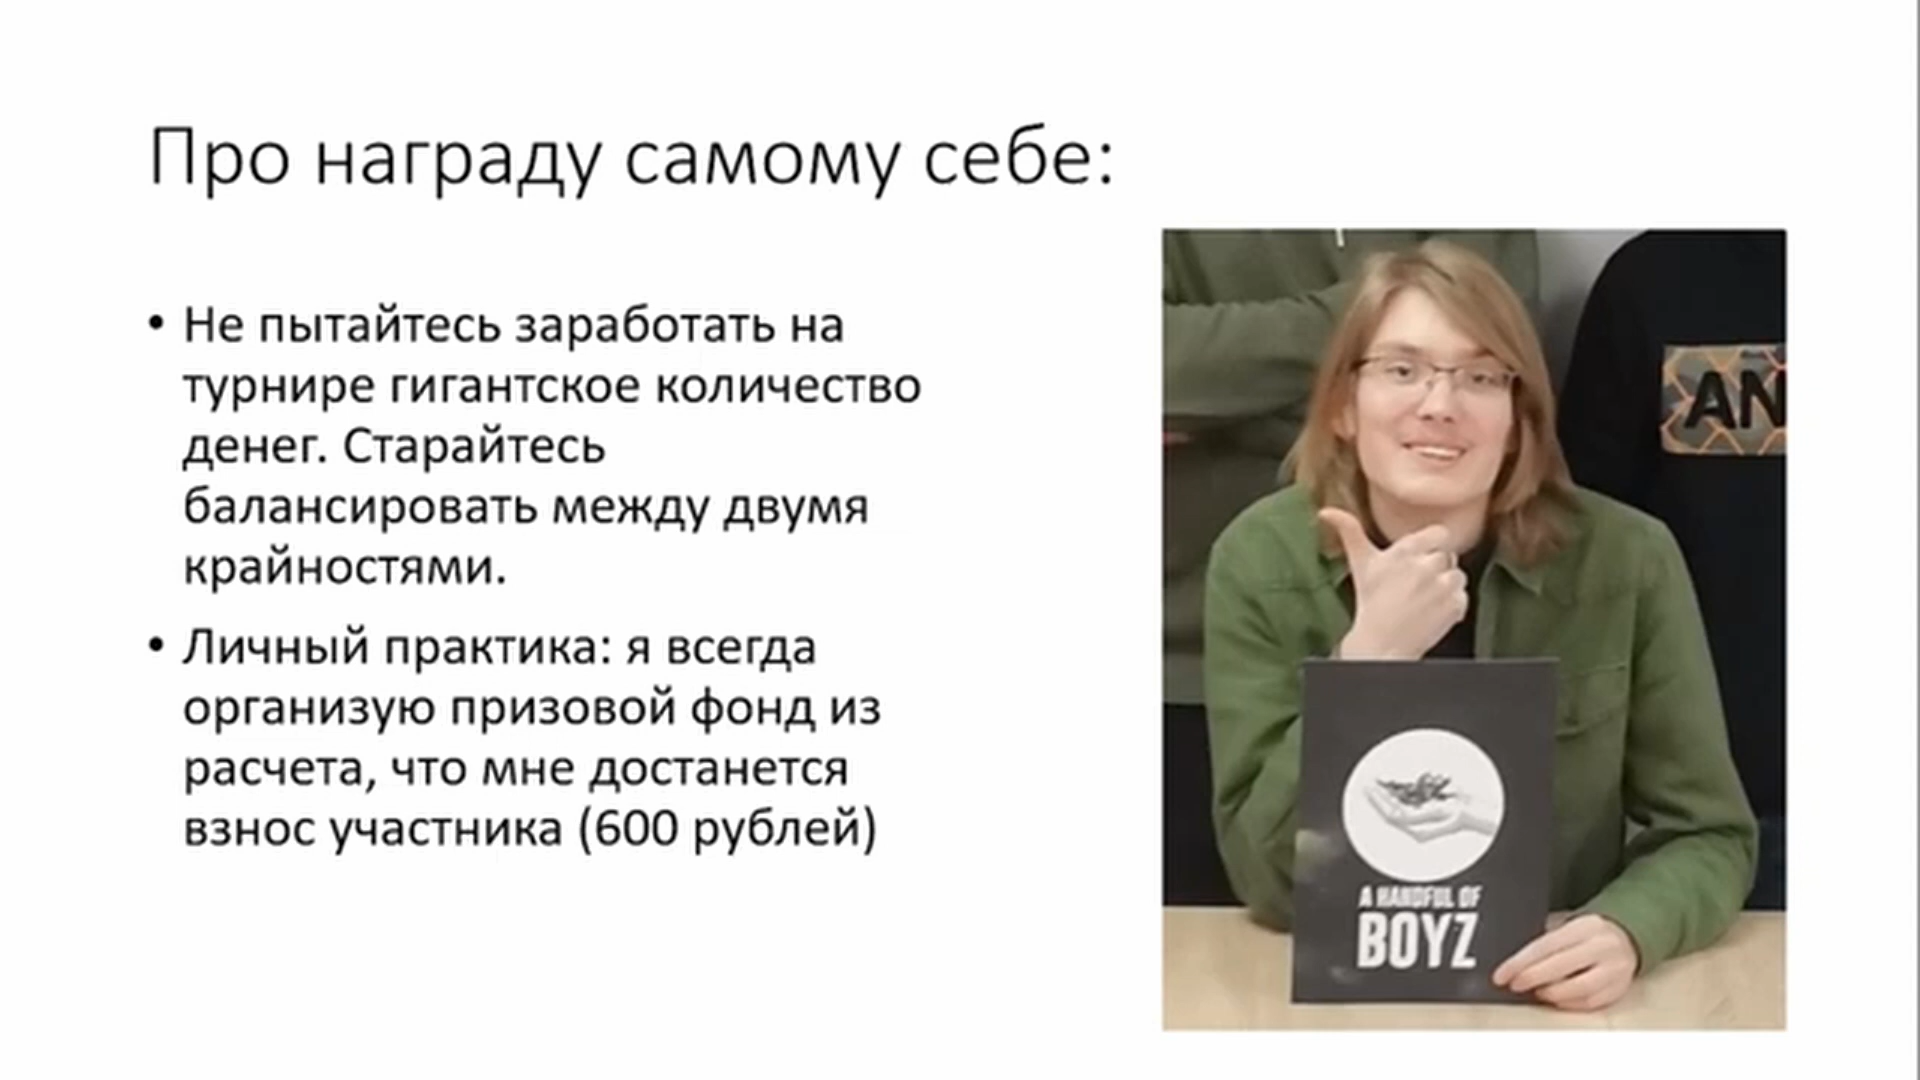 Про награду самому себе:
• Не пытайтесь заработать на
турнире гигантское количество
денег. Старайтесь
балансировать между двумя
крайностями.
• Личный практика: я всегда
организую призовой фонд из
расчета, что мне достанется
взнос участника (600 рублей)
AN
A HANDFUL OF
BOYZ